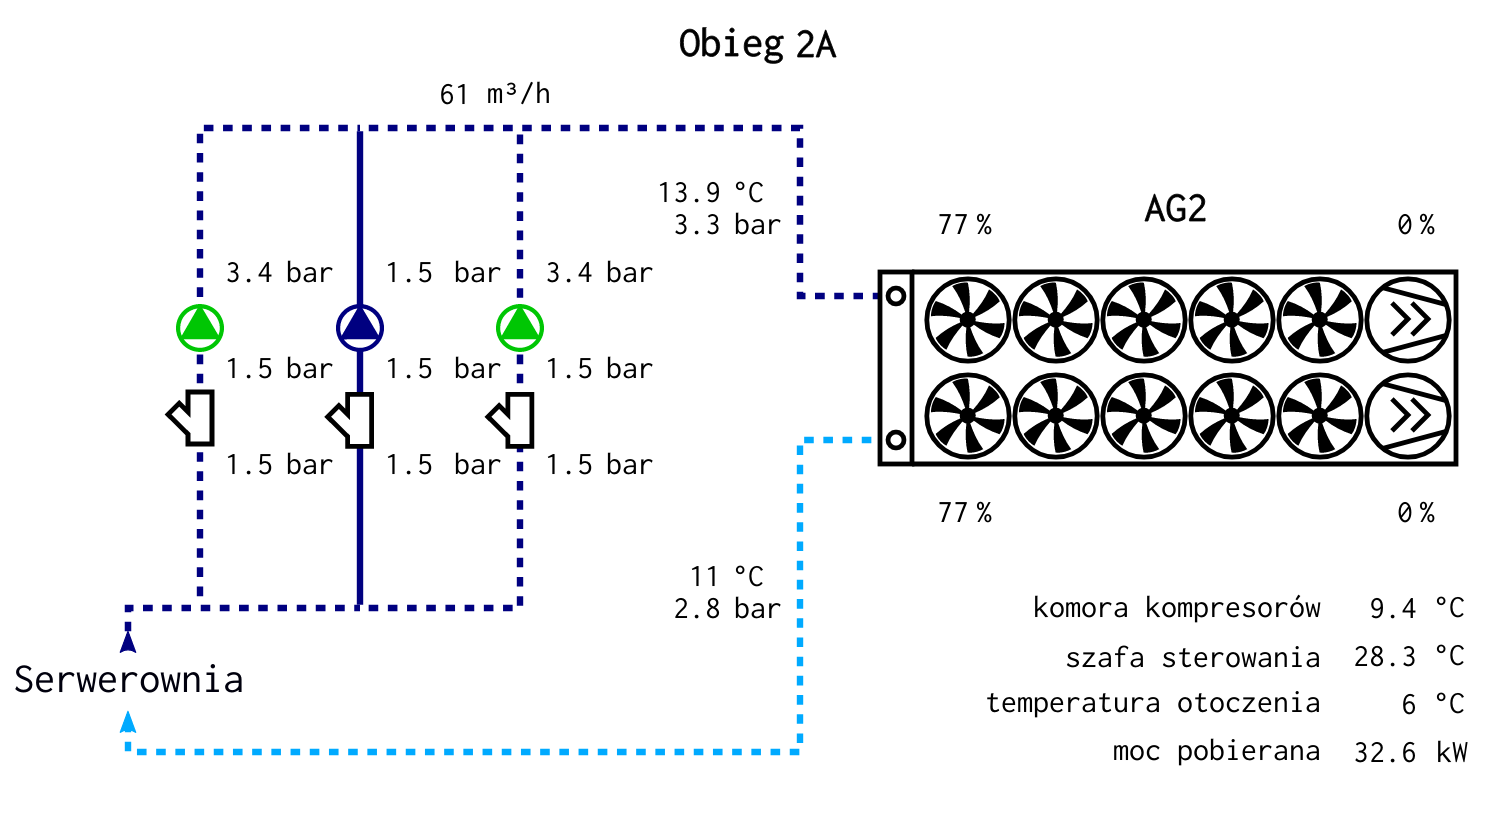 Obieg 2A
61 m³/h
13.9 °C
3.3 bar
AG2
77 %
0 %
3.4 bar
1.5 bar
3.4 bar
1.5 bar
1.5 bar
1.5 bar
1.5 bar
1.5 bar
1.5 bar
77 %
0 %
11 °C
2.8 bar
komora kompresorów 9.4 °C
szafa sterowania 28.3 °C
temperatura otoczenia 6 °C
moc pobierana 32.6 kW
Serwerownia